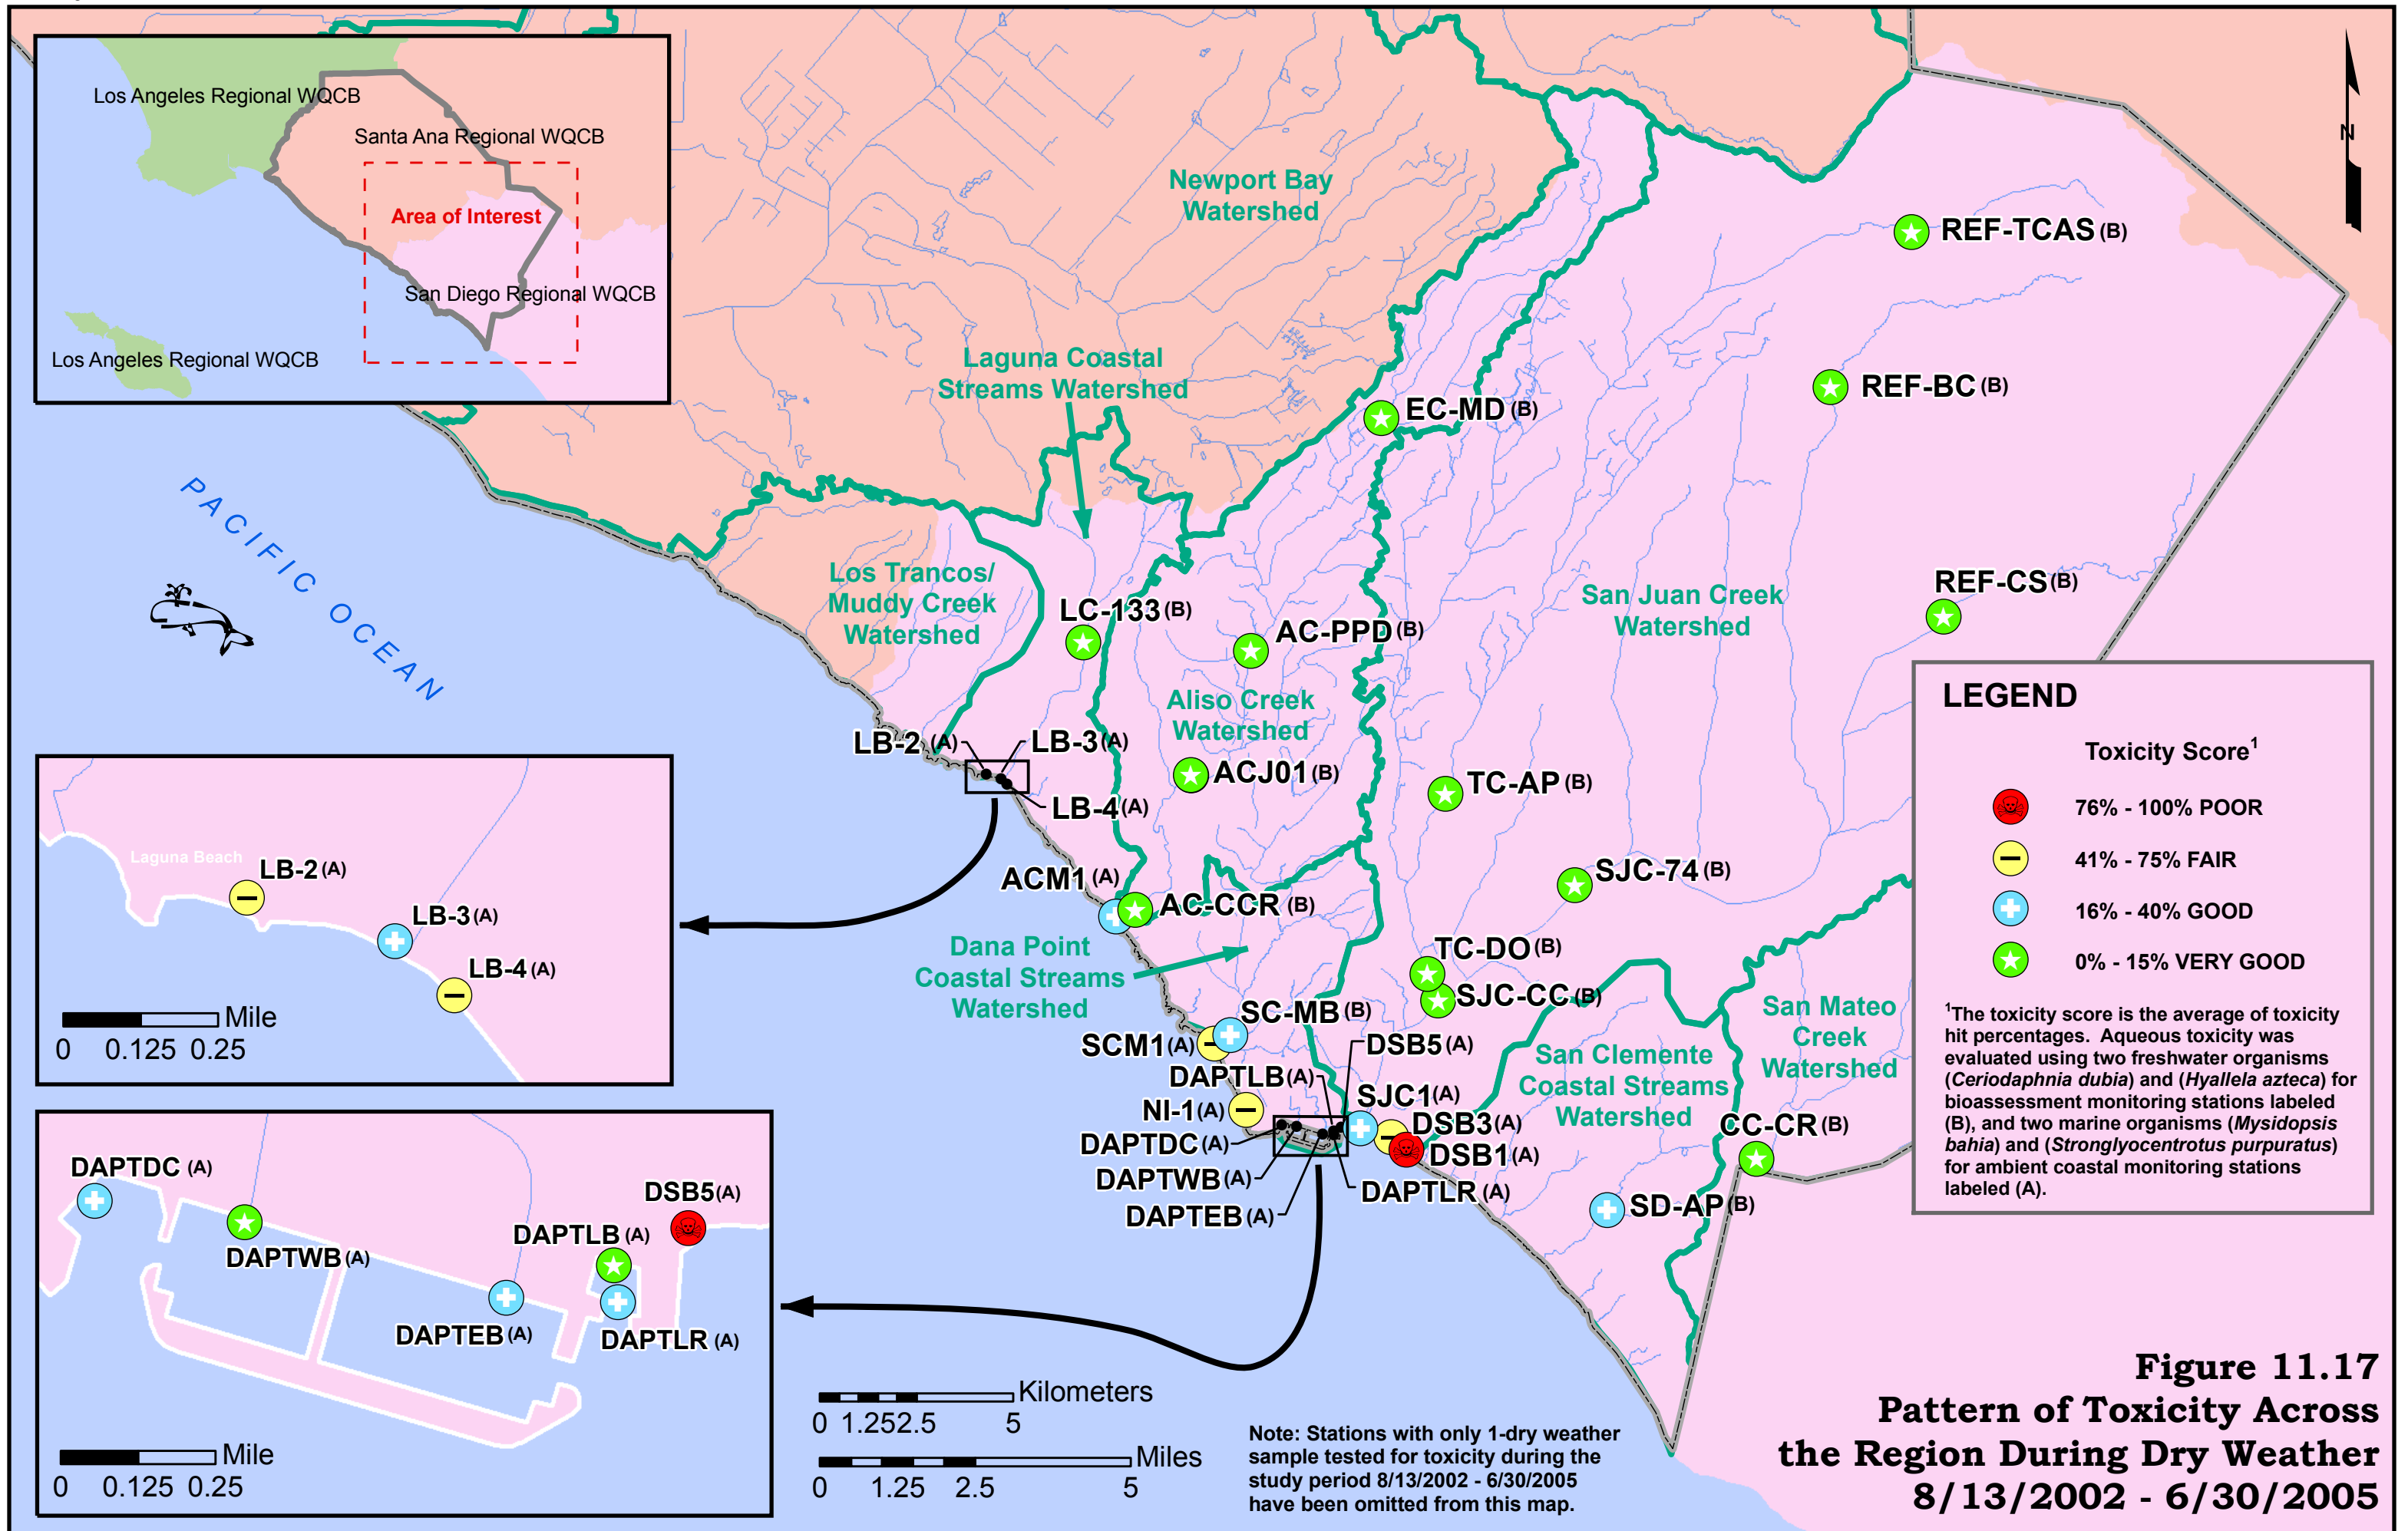 Los Angeles Regional WQCB
Santa Ana Regional WQCB
Area of Interest
San Diego Regional WQCB
Los Angeles Regional WQCB
N
Newport Bay
Watershed
REF-TCAS (B)
Laguna Coastal
Streams Watershed
REF-BC (B)
EC-MD (B)
PACIFIC OCEAN
Los Trancos/
Muddy Creek
Watershed
LC-133 (B)
AC-PPD (B)
San Juan Creek
Watershed
REF-CS (B)
Aliso Creek
Watershed
LB-2 (A)
LB-3 (A)
LB-4 (A)
ACJ01 (B)
TC-AP (B)
ACM1 (A)
AC-CCR (B)
SJC-74 (B)
Dana Point
Coastal Streams
Watershed
TC-DO (B)
SJC-CC (B)
SC-MB (B)
SCM1 (A)
DSB5 (A)
DAPTLB (A)
SJC1 (A)
NI-1 (A)
DSB3 (A)
DAPTDC (A)
DSB1 (A)
DAPTWB (A)
DAPTLR (A)
DAPTEB (A)
San Clemente
Coastal Streams
Watershed
San Mateo
Creek
Watershed
CC-CR (B)
SD-AP (B)
LEGEND
Toxicity Score1
76% - 100% POOR
41% - 75% FAIR
16% - 40% GOOD
0% - 15% VERY GOOD
1The toxicity score is the average of toxicity
hit percentages. Aqueous toxicity was
evaluated using two freshwater organisms
(Ceriodaphnia dubia) and (Hyallela azteca) for
bioassessment monitoring stations labeled
(B), and two marine organisms (Mysidopsis
bahia) and (Stronglyocentrotus purpuratus)
for ambient coastal monitoring stations
labeled (A).
Laguna Beach
LB-2 (A)
LB-3 (A)
LB-4 (A)
Mile
0 0.125 0.25
DAPTDC (A)
DAPTWB (A)
DSB5 (A)
DAPTLB (A)
DAPTEB (A)
DAPTLR (A)
Mile
0 0.125 0.25
Kilometers
0 1.25 2.5 5
Miles
0 1.25 2.5 5
Note: Stations with only 1-dry weather
sample tested for toxicity during the
study period 8/13/2002 - 6/30/2005
have been omitted from this map.
Figure 11.17
Pattern of Toxicity Across
the Region During Dry Weather
8/13/2002 - 6/30/2005